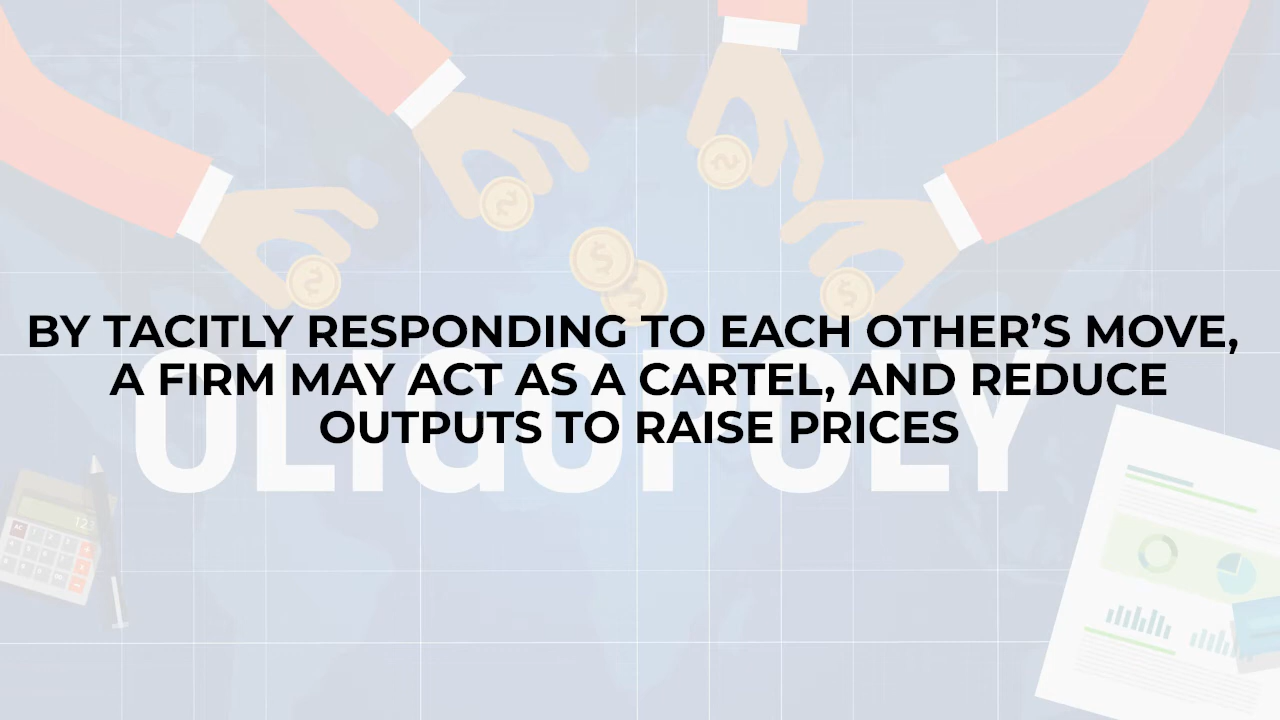 BY TACITLY RESPONDING TO EACH OTHER’S MOVE,
A FIRM MAY ACT AS A CARTEL, AND REDUCE
OUTPUTS TO RAISE PRICES
OLIGOPOLY
123